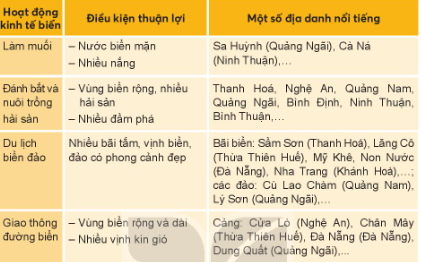 Hoạt động kinh tế biển
Điều kiện thuận lợi
Một số địa danh nổi tiếng
Làm muối
– Nước biển mặn
– Nhiều nắng
Sa Huỳnh (Quảng Ngãi), Cà Ná
(Ninh Thuận),…
Đánh bắt và
nuôi trồng
hải sản
– Vùng biển rộng, nhiều
hải sản
– Nhiều đầm phá
Thanh Hoá, Nghệ An, Quảng Nam,
Quảng Ngãi, Bình Định, Ninh Thuận,
Bình Thuận,…
Du lịch
biển đảo
Nhiều bãi tắm, vịnh biển,
đảo có phong cảnh đẹp
Bãi biển: Sầm Sơn (Thanh Hoá), Lăng Cô
(Thừa Thiên Huế), Mỹ Khê, Non Nước
(Đà Nẵng), Nha Trang (Khánh Hoà),…;
các đảo: Cù Lao Chàm (Quảng Nam),
Lý Sơn (Quảng Ngãi),…
Giao thông
đường biển
– Vùng biển rộng và dài
– Nhiều vịnh kín gió
Cảng: Cửa Lò (Nghệ An), Chân Mây
(Thừa Thiên Huế), Đà Nẵng (Đà Nẵng),
Dung Quất (Quảng Ngãi),...